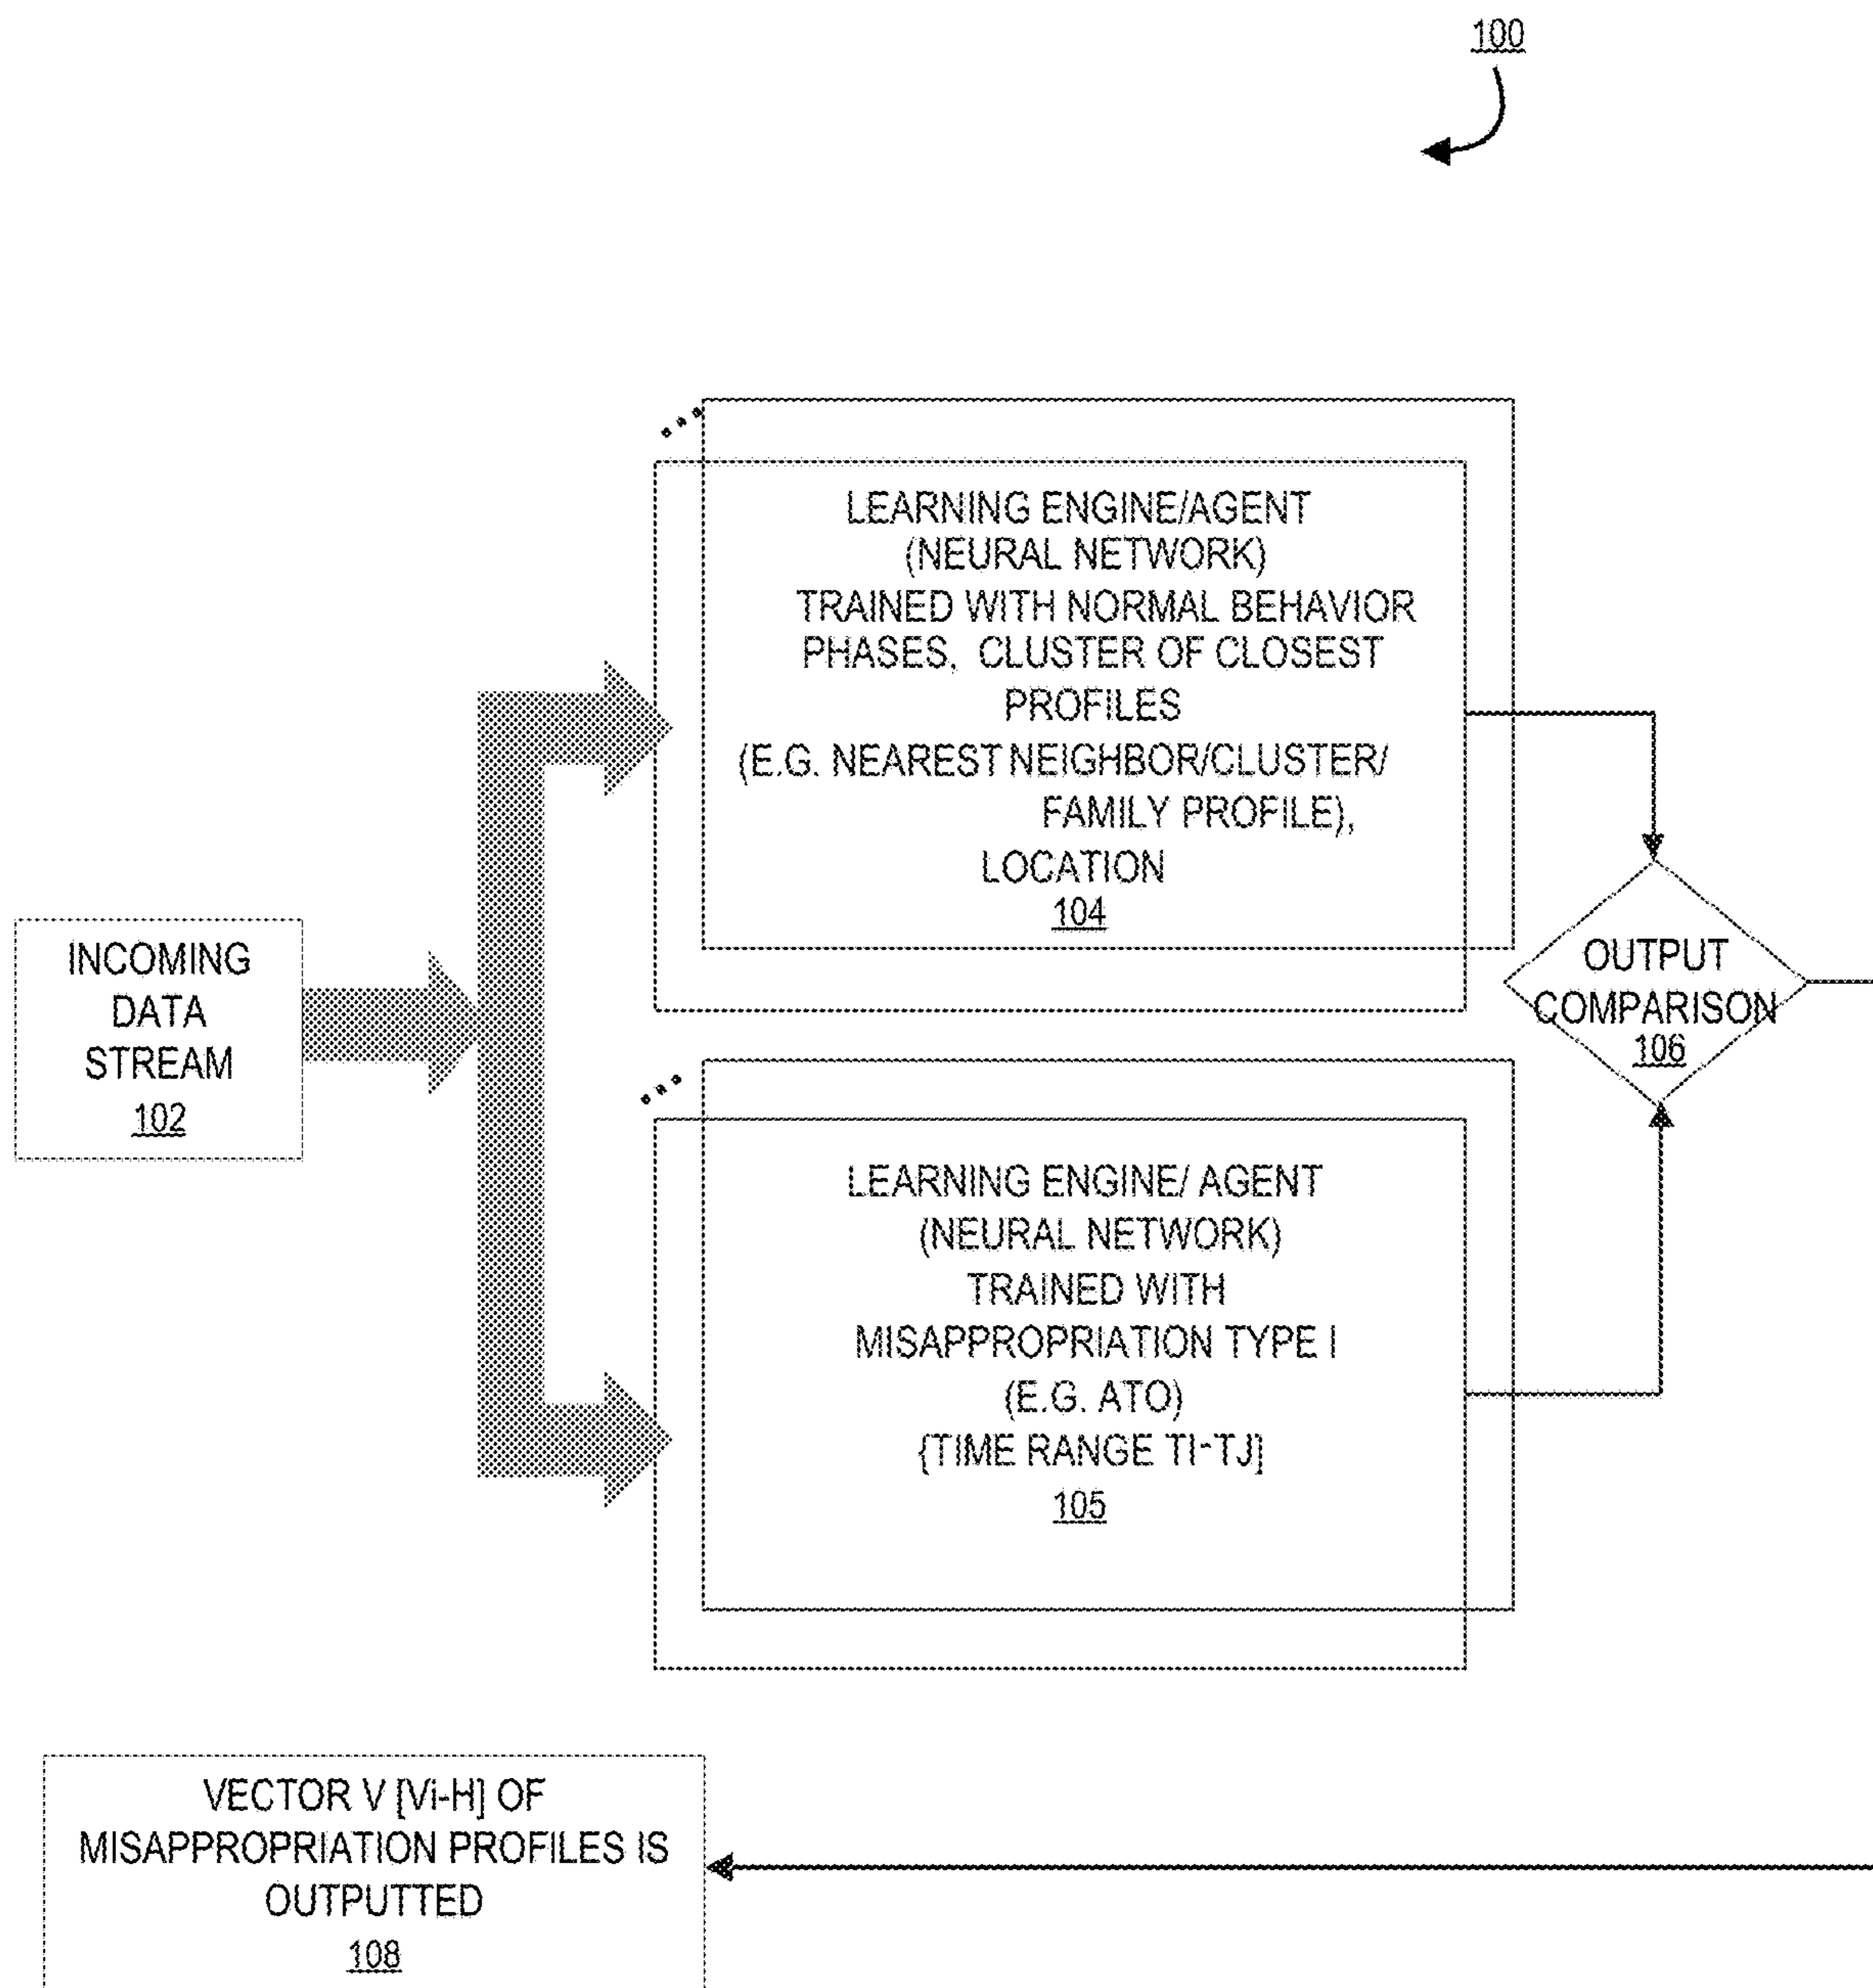 100
LEARNING ENGINE/AGENT
(NEURAL NETWORK)
TRAINED WITH NORMAL BEHAVIOR
PHASES, CLUSTER OF CLOSEST
PROFILES
(E.G. NEAREST NEIGHBOR/CLUSTER/
FAMILY PROFILE),
LOCATION
104
INCOMING
DATA
STREAM
102
OUTPUT
COMPARISON
106
LEARNING ENGINE/ AGENT
(NEURAL NETWORK)
TRAINED WITH
MISAPPROPRIATION TYPE I
(E.G. ATO)
{TIME RANGE TI-TJ]
105
VECTOR V [Vi-H] OF
MISAPPROPRIATION PROFILES IS
OUTPUTTED
108